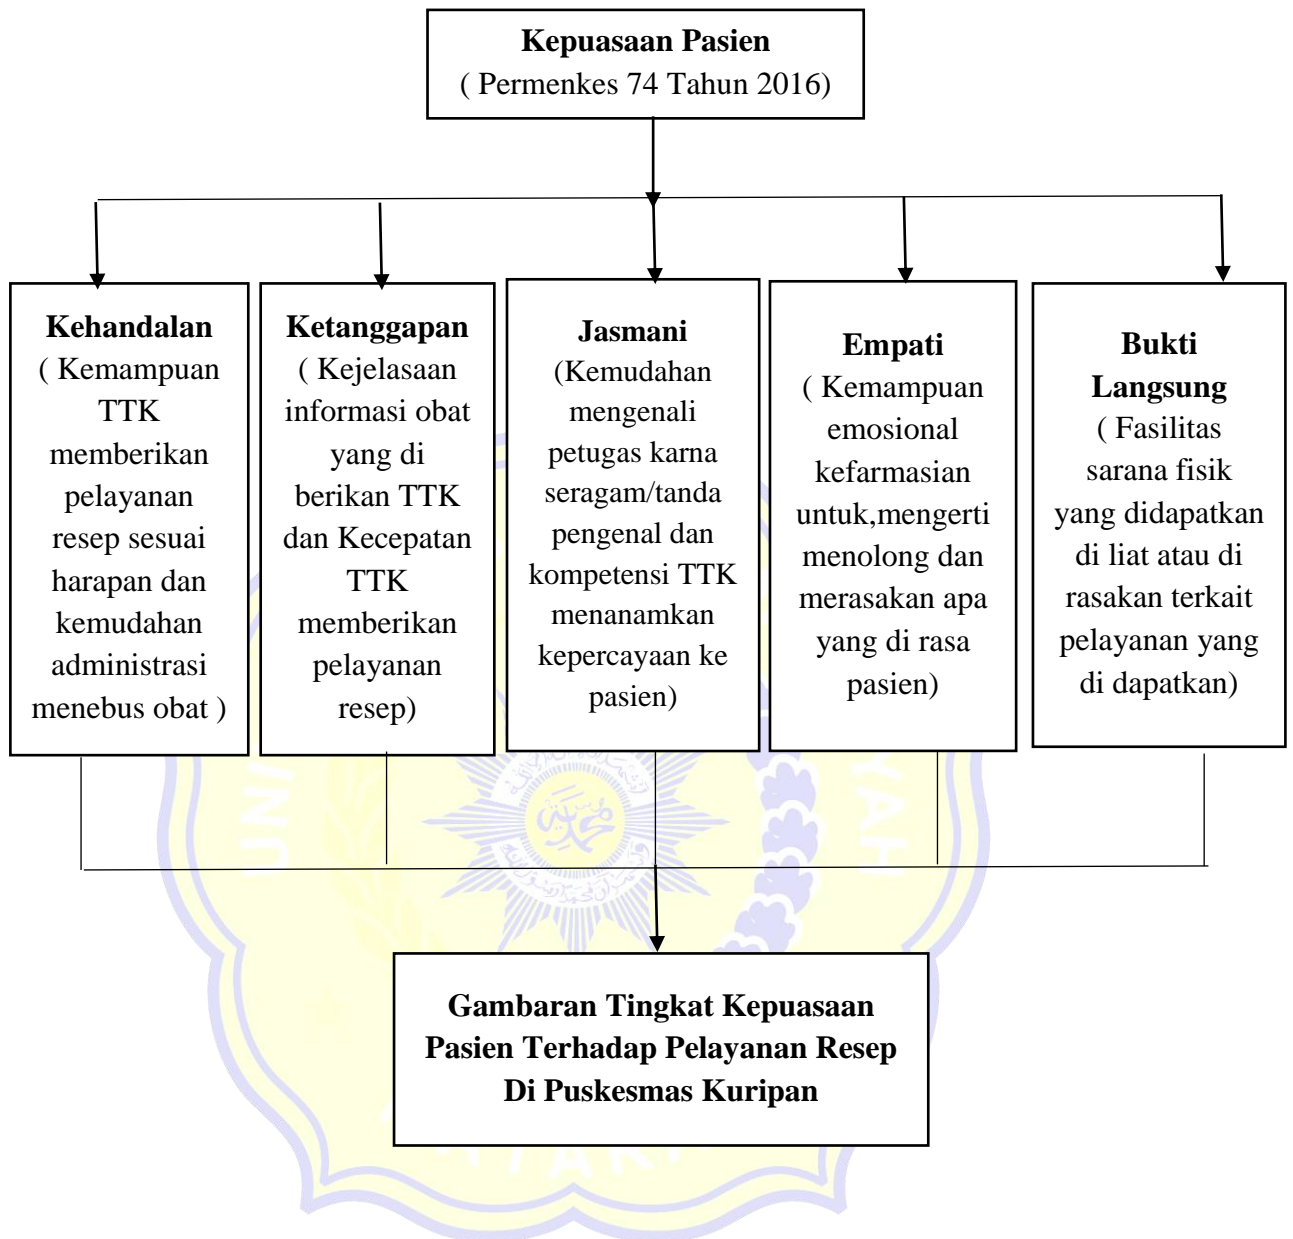 Kepuasaan Pasien
( Permenkes 74 Tahun 2016)
Kehandalan
( Kemampuan
TTK
memberikan
pelayanan
resep sesuai
harapan dan
kemudahan
administrasi
menebus obat )
Ketanggapan
( Kejelasaan
informasi obat
yang di
berikan TTK
dan Kecepatan
TTK
memberikan
pelayanan
resep)
Jasmani
(Kemudahan
mengenali
petugas karna
seragam/tanda
pengenal dan
kompetensi TTK
menanamkan
kepercayaan ke
pasien)
Empati
( Kemampuan
emosional
kefarmasian
untuk,mengerti
menolong dan
merasakan apa
yang di rasa
pasien)
Bukti
Langsung
( Fasilitas
sarana fisik
yang didapatkan
di liat atau di
rasakan terkait
pelayanan yang
di dapatkan)
Gambaran Tingkat Kepuasaan
Pasien Terhadap Pelayanan Resep
Di Puskesmas Kuripan